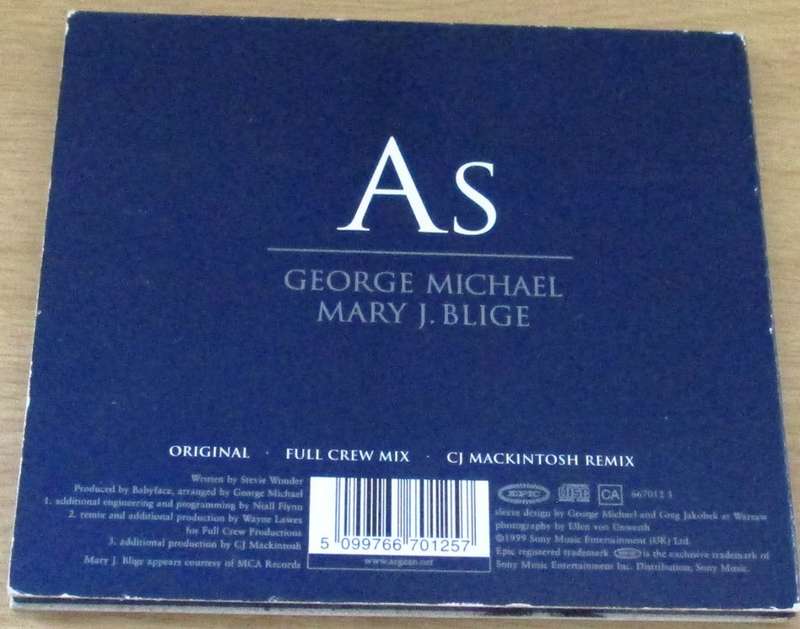 As
GEORGE MICHAEL
MARY J. BLIGE
ORIGINAL · FULL CREW MIX · CJ MACKINTOSH REMIX
Written by Stevie Wonder
Produced by Babyface, arranged by George Michael
1. additional engineering and programming by Niall Flynn
2. remix and additional production by Wayne Lawes
for Full Crew Productions
3. additional production by CJ Mackintosh
Mary J. Blige appears courtesy of MCA Records
5 099766 701257
www.aegean.net
EPIC
CA
667012 5
sleeve design by George Michael and Greg Jakobek at Warsaw
photography by Ellen von Unwerth
©1999 Sony Music Entertainment (UK) Ltd.
Epic registered trademark EPIC is the exclusive trademark of
Sony Music Entertainment Inc. Distribution; Sony Music.